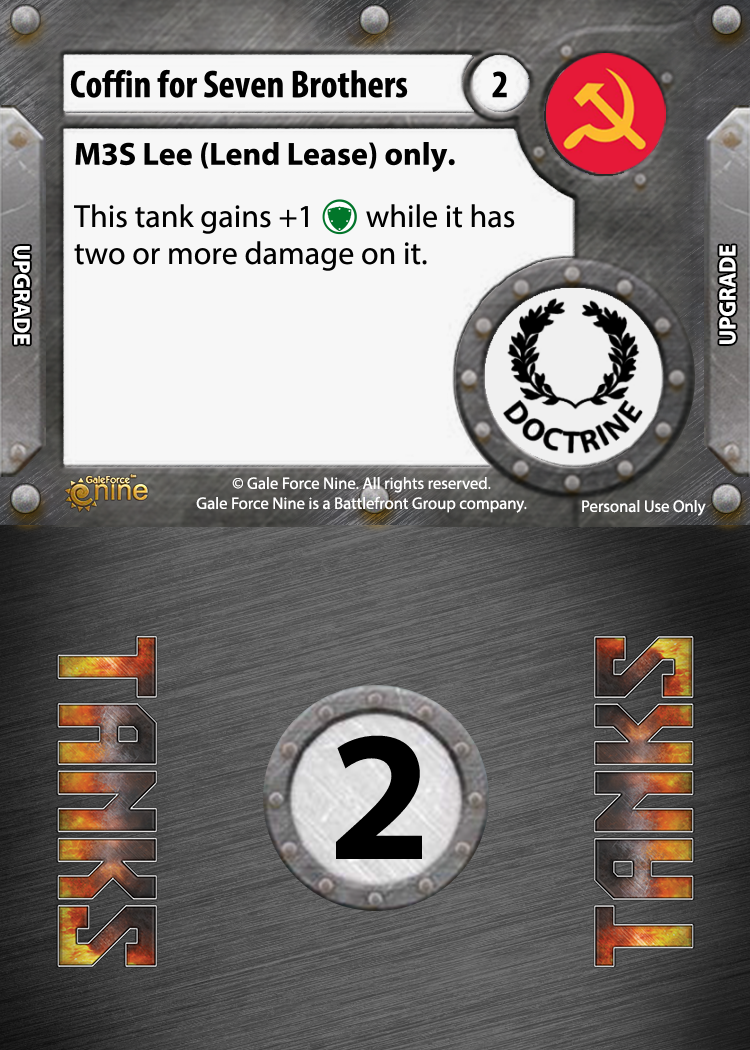 Coffin for Seven Brothers
2
M3S Lee (Lend Lease) only.
This tank gains +1 while it has
two or more damage on it.
UPGRADE
UPGRADE
DOCTRINE
GaleForce™
nine
© Gale Force Nine. All rights reserved.
Gale Force Nine is a Battlefront Group company.
Personal Use Only
TANKS
2
TANKS